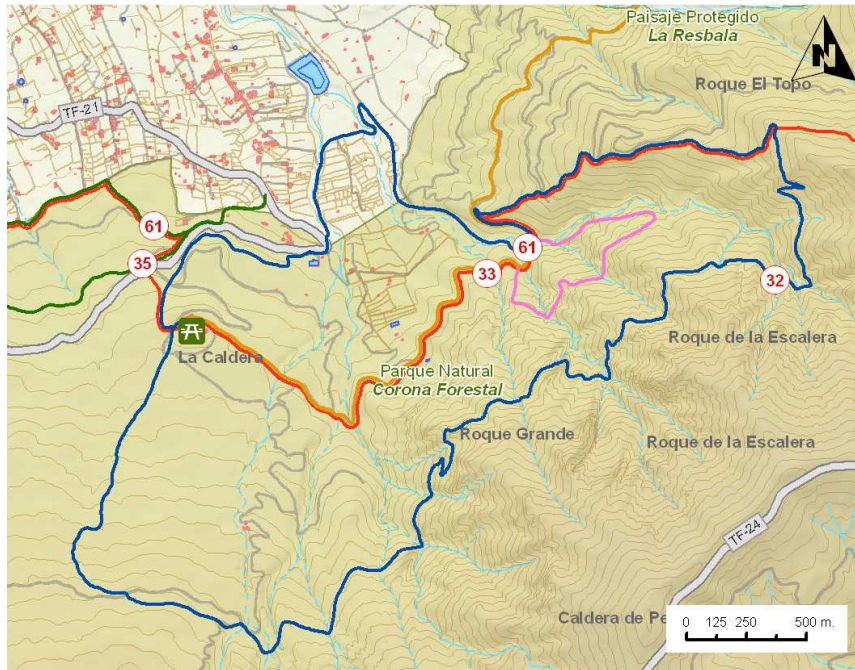 Paisaje Protegido
La Resbala
N
Roque El Topo
TF-21
61
35
61
33
32
La Caldera
Roque de la Escalera
Parque Natural
Corona Forestal
Roque Grande
Roque de la Escalera
TF-24
Caldera de Pe
0 125 250 500 m.